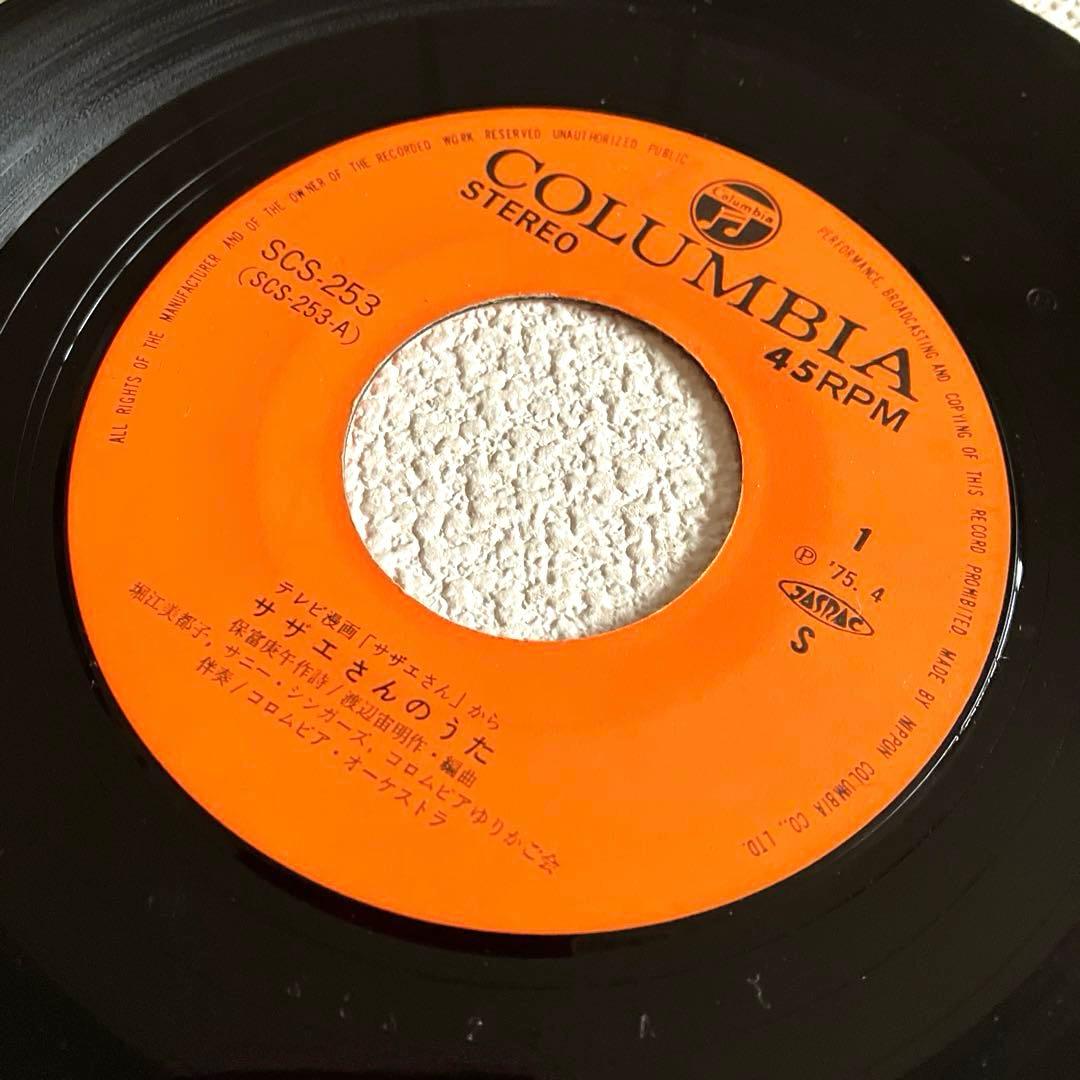 COLUMBIA
Columbia
STEREO
45RPM
SCS-253
(SCS-253-A)
1
Ⓟ '75.4
JASRAC
S
テレビ漫画「サザエさん」から
サザエさんのうた
保富庚午作詩/渡辺宙明作・編曲
堀江美都子,サニー・シンガーズ,コロムビアゆりかご会
伴奏/コロムビア・オーケストラ
ALL RIGHTS OF THE MANUFACTURER AND OF THE OWNER OF THE RECORDED WORK RESERVED UNAUTHORIZED PUBLIC PERFORMANCE, BROADCASTING AND COPYING OF THIS RECORD PROHIBITED. MADE BY NIPPON COLUMBIA CO., LTD.